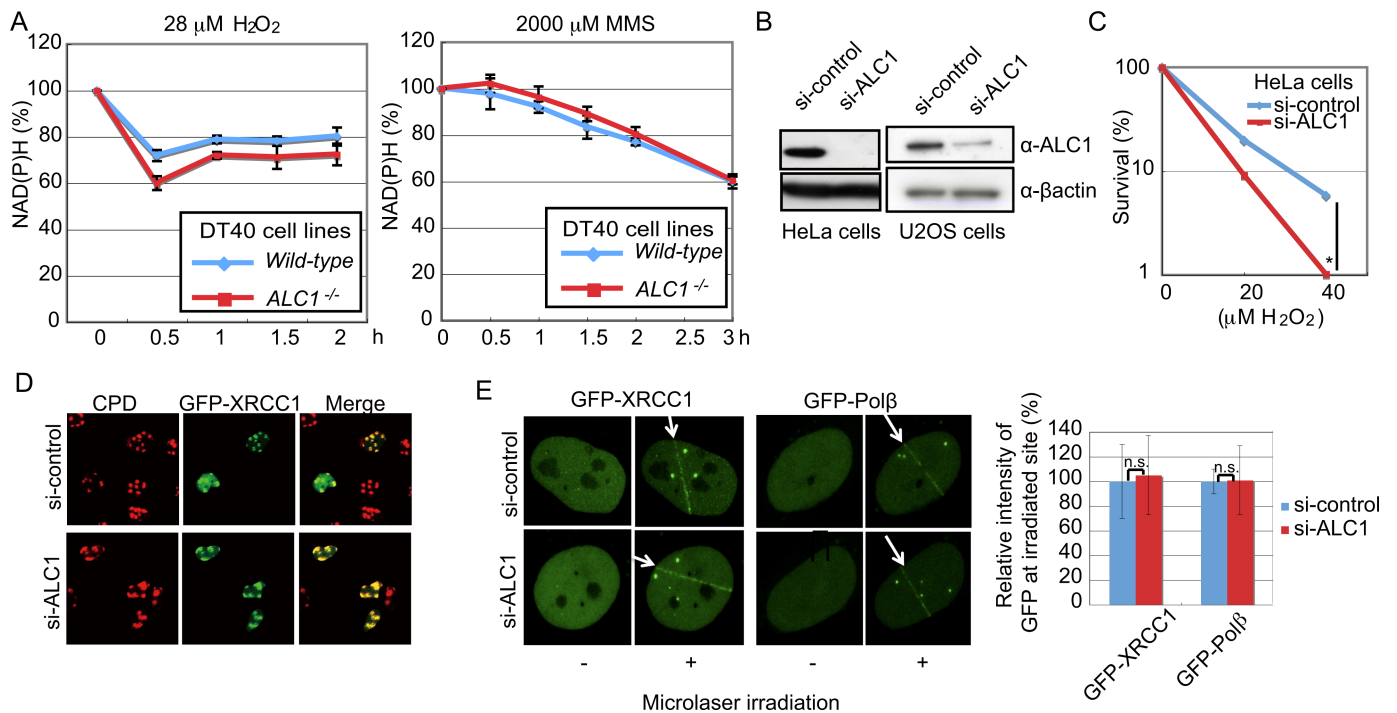 A
28 µM H₂O₂
NAD(P)H (%)
120
100
80
60
40
20
0
0 0.5 1 1.5 2 h
DT40 cell lines
Wild-type
ALC1 -/-
2000 µM MMS
NAD(P)H (%)
120
100
80
60
40
20
0
0 0.5 1 1.5 2 2.5 3 h
DT40 cell lines
Wild-type
ALC1 -/-
B
si-control
si-ALC1
si-control
si-ALC1
α-ALC1
α-βactin
HeLa cells
U2OS cells
C
Survival (%)
100
10
1
0 20 40
(µM H₂O₂)
HeLa cells
si-control
si-ALC1
*
D
CPD GFP-XRCC1 Merge
si-control
si-ALC1
E
GFP-XRCC1
GFP-Polβ
si-control
si-ALC1
- + - +
Microlaser irradiation
Relative intensity of
GFP at irradiated site (%)
140
120
100
80
60
40
20
0
n.s.
n.s.
GFP-XRCC1
GFP-Polβ
si-control
si-ALC1